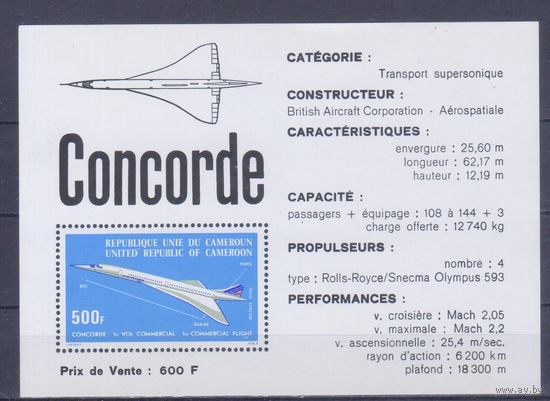 Concorde
REPUBLIQUE UNIE DU CAMEROUN
UNITED REPUBLIC OF CAMEROON
PARIS
RIO
DAKAR
500F
CONCORDE 1er VOL COMMERCIAL 1st COMMERCIAL FLIGHT
Prix de Vente : 600 F
CATÉGORIE :
Transport supersonique
CONSTRUCTEUR :
British Aircraft Corporation - Aérospatiale
CARACTÉRISTIQUES :
envergure : 25,60 m
longueur : 62,17 m
hauteur : 12,19 m
CAPACITÉ :
passagers + équipage : 108 à 144 + 3
charge offerte : 12 740 kg
PROPULSEURS :
nombre : 4
type : Rolls-Royce/Snecma Olympus 593
PERFORMANCES :
v. croisière : Mach 2,05
v. maximale : Mach 2,2
v. ascensionnelle : 25,4 m/sec.
rayon d'action : 6 200 km
plafond : 18 300 m
www.av.by